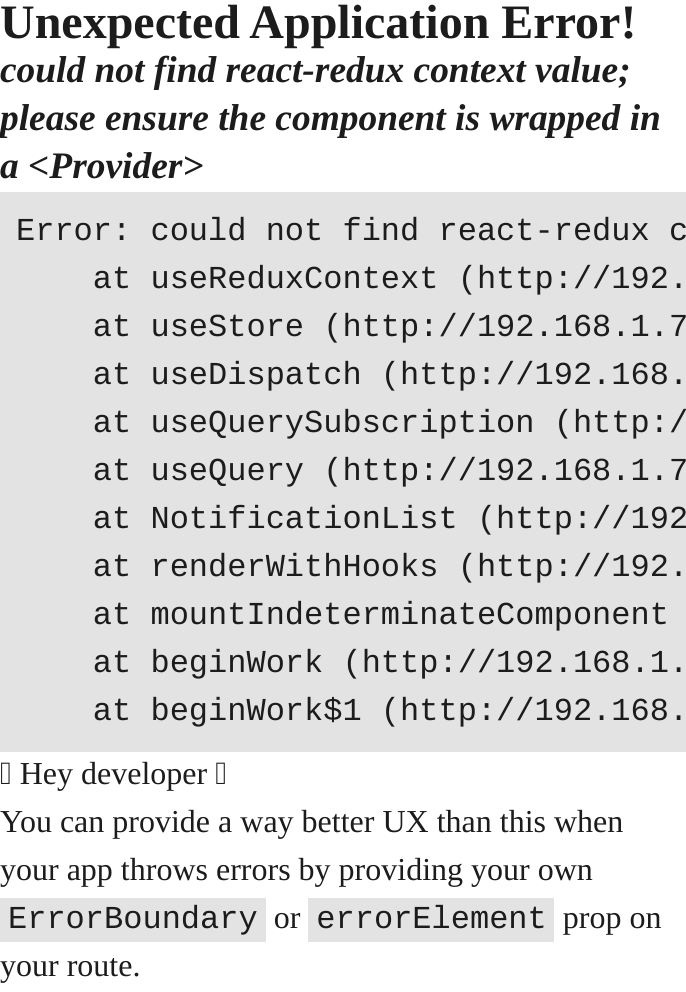 Unexpected Application Error!
could not find react-redux context value;
please ensure the component is wrapped in
a <Provider>
Error: could not find react-redux c
at useReduxContext (http://192.
at useStore (http://192.168.1.7
at useDispatch (http://192.168.
at useQuerySubscription (http:/
at useQuery (http://192.168.1.7
at NotificationList (http://192
at renderWithHooks (http://192.
at mountIndeterminateComponent
at beginWork (http://192.168.1.
at beginWork$1 (http://192.168.
Hey developer
You can provide a way better UX than this when
your app throws errors by providing your own
ErrorBoundary or errorElement prop on
your route.